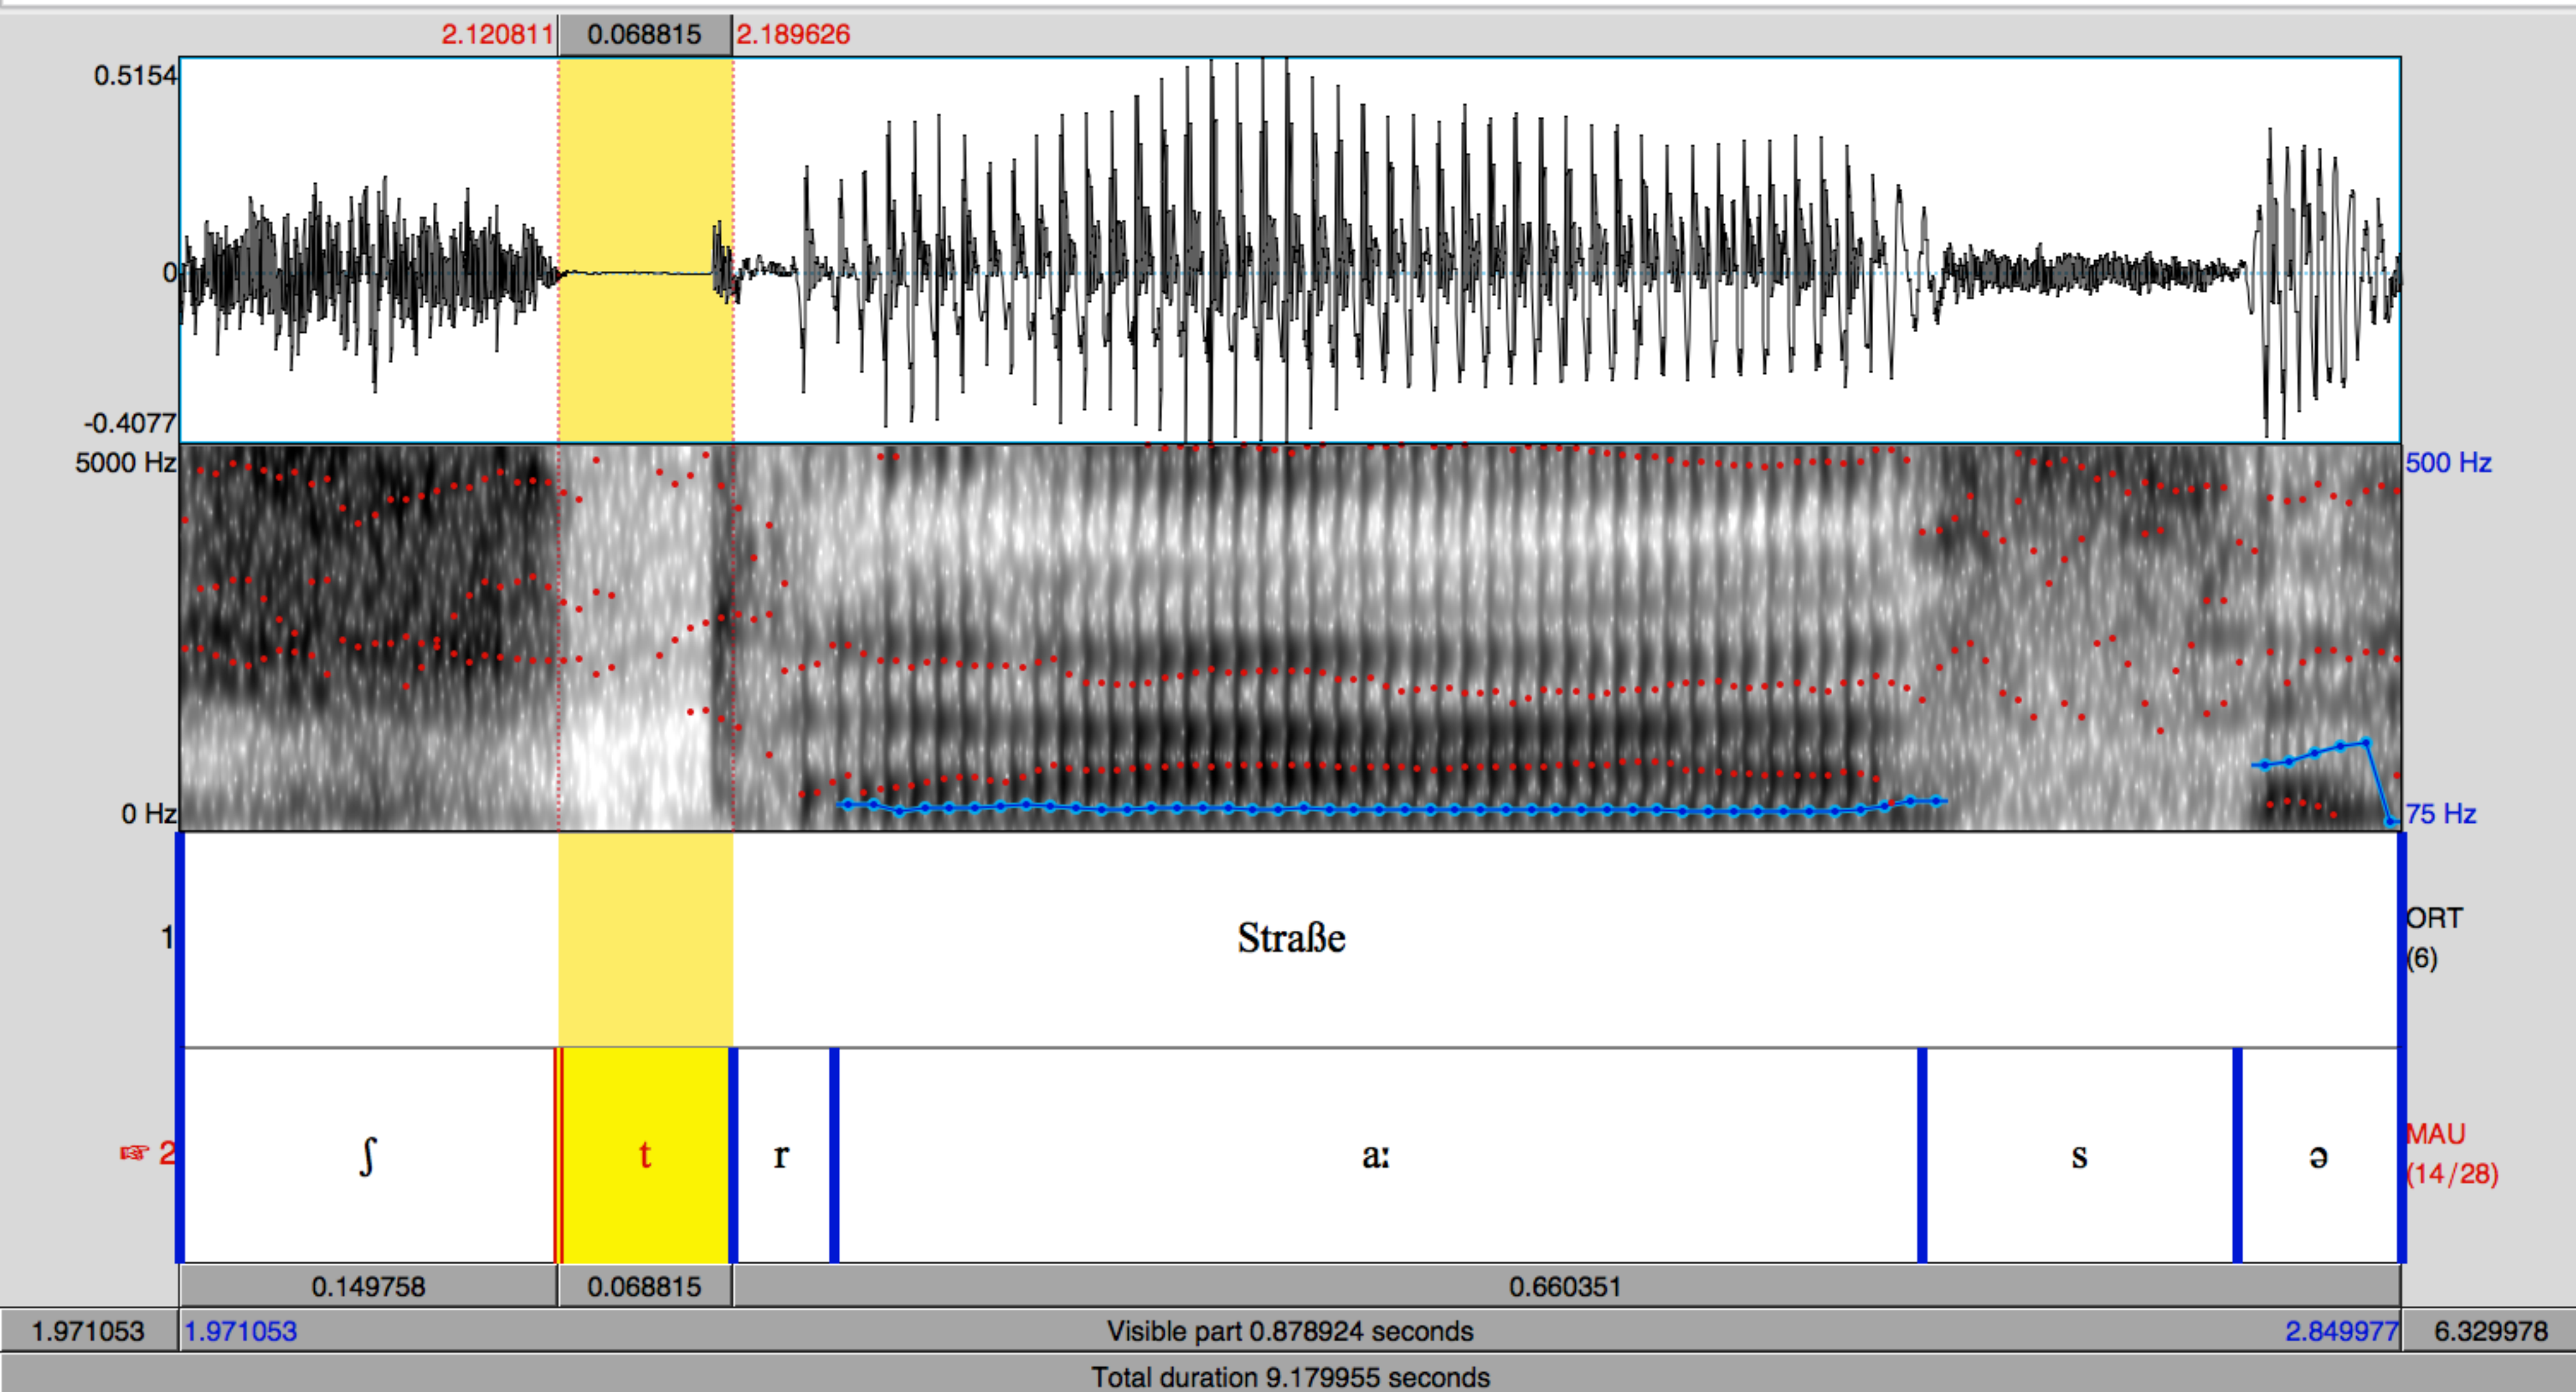 2.120811 0.068815 2.189626
0.5154
0
-0.4077
5000 Hz 500 Hz
0 Hz 75 Hz
1 Straße ORT
(6)
☞ 2 ʃ t r aː s ə MAU
(14/28)
0.149758 0.068815 0.660351
1.971053 1.971053 Visible part 0.878924 seconds 2.849977 6.329978
Total duration 9.179955 seconds